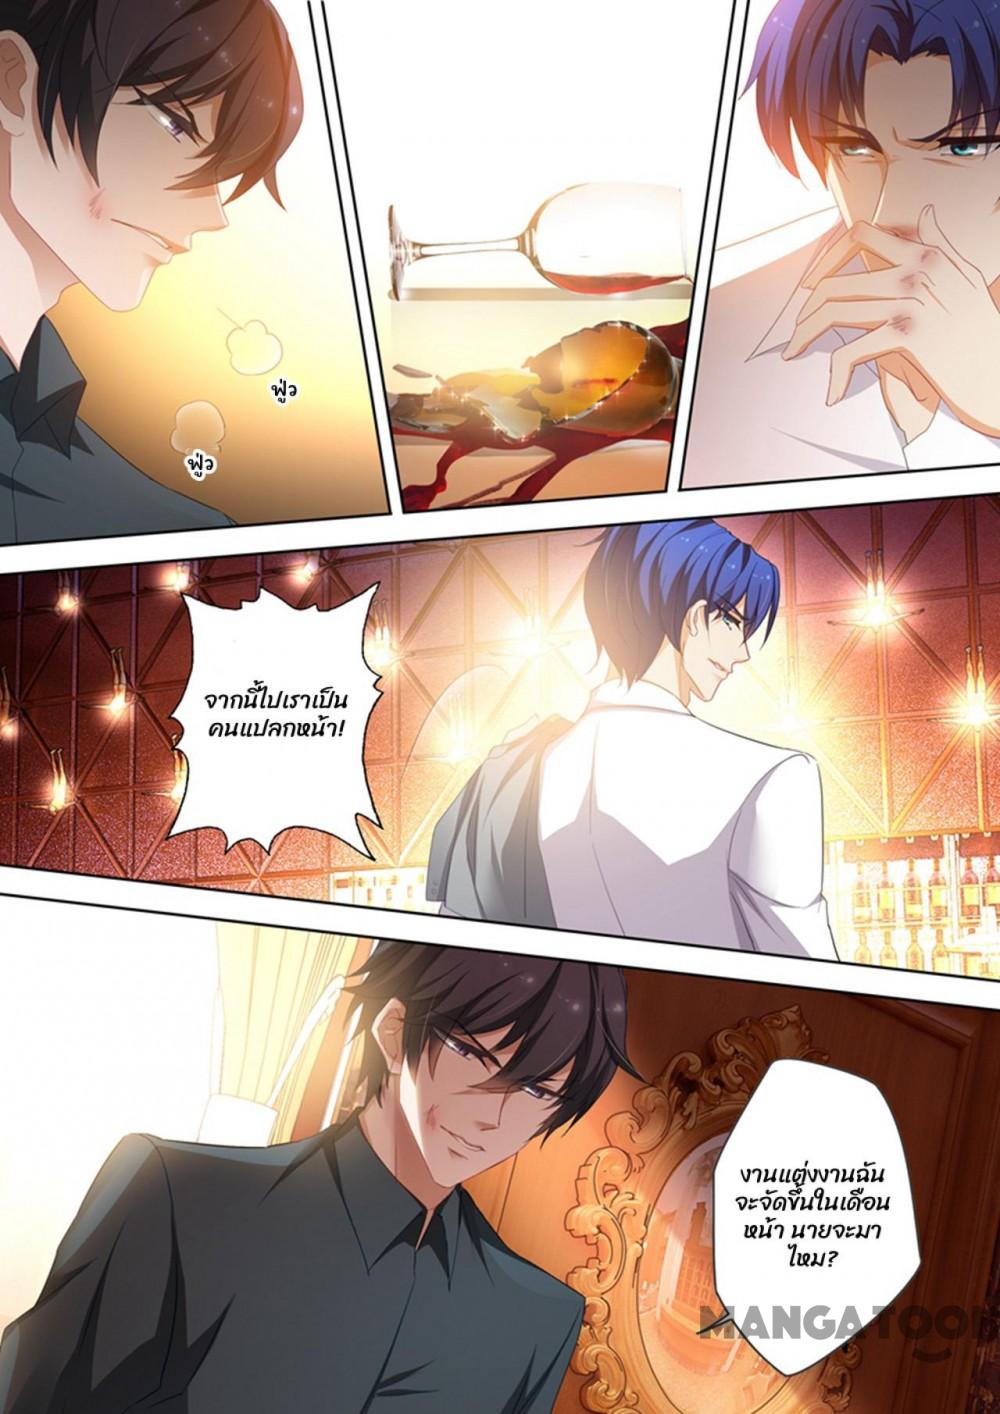 ฟู่ว
ฟู่ว
จากนี้ไปเราเป็น
คนแปลกหน้า!
งานแต่งงานฉัน
จะจัดขึ้นในเดือน
หน้า นายจะมา
ไหม?
MANGATOON